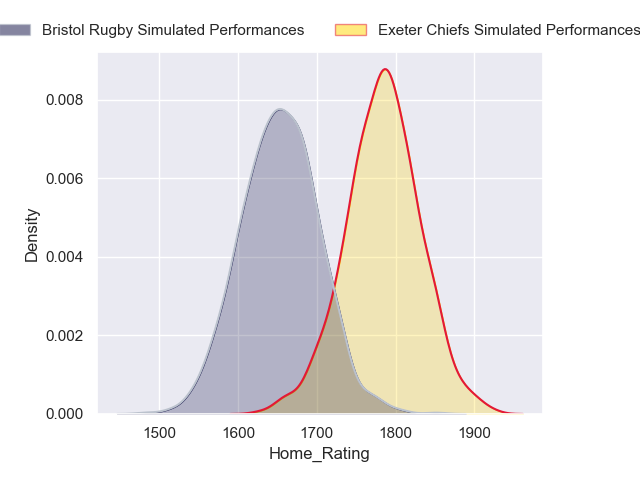 Bristol Rugby Simulated Performances Exeter Chiefs Simulated Performances
0.008
0.006
0.004
0.002
0.000
Density
1500 1600 1700 1800 1900
Home_Rating